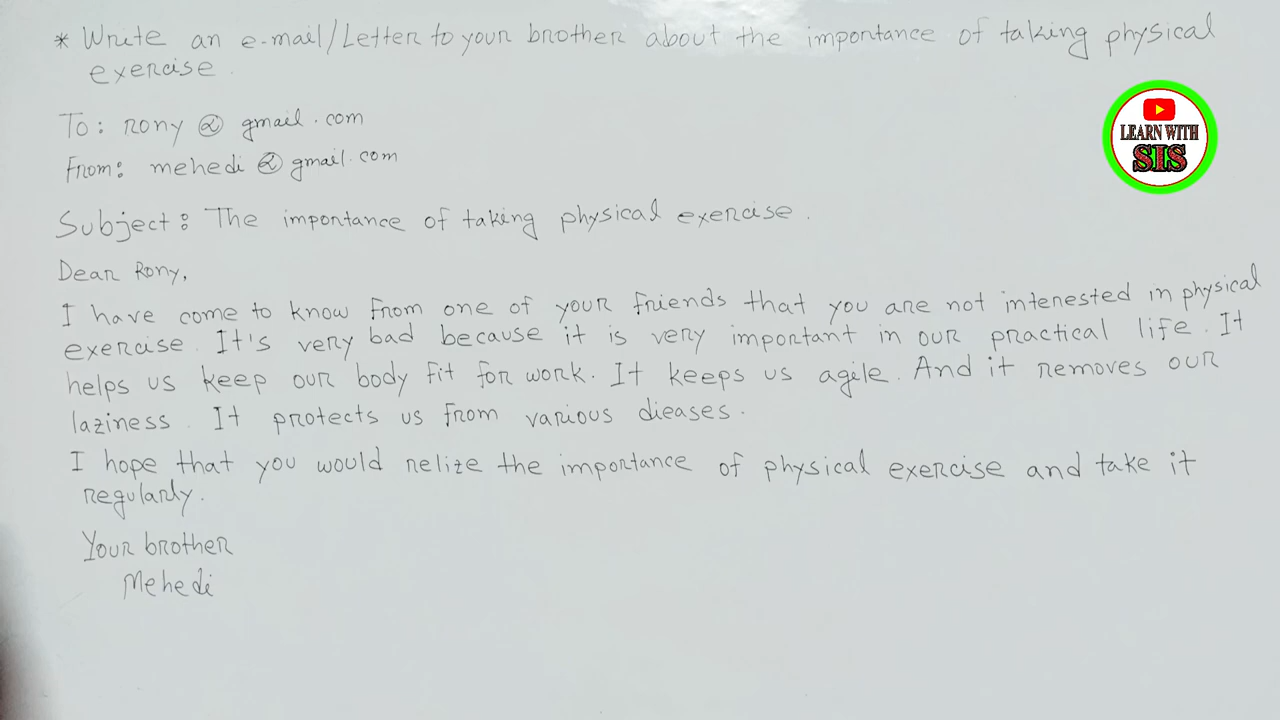 * Write an e-mail/Letter to your brother about the importance of taking physical
exercise.
To: rony @ gmail.com
From: mehedi @ gmail.com
LEARN WITH
SIS
Subject: The importance of taking physical exercise.
Dear Rony,
I have come to know from one of your friends that you are not interested in physical
exercise. It's very bad because it is very important in our practical life. It
helps us keep our body fit for work. It keeps us agile. And it removes our
laziness. It protects us from various dieases.
I hope that you would relize the importance of physical exercise and take it
regularly.
Your brother
Mehedi